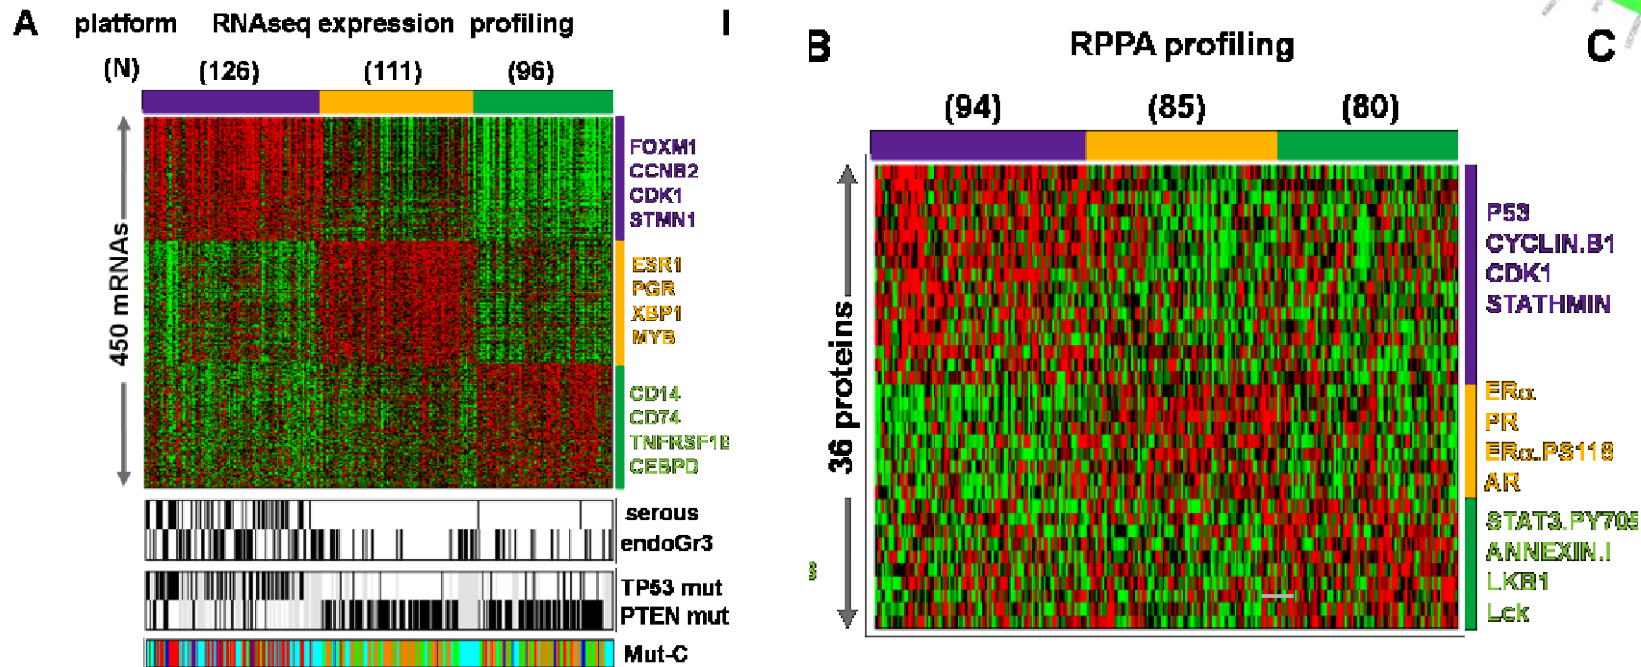 A platform RNAseq expression profiling
(N) (126) (111) (96)
450 mRNAs
FOXM1
CCNB2
CDK1
STMN1
ESR1
PGR
XBP1
MYB
CD14
CD74
TNFRSF1B
CEBPD
serous
endoGr3
TP53 mut
PTEN mut
Mut-C
I
B RPPA profiling C
(94) (85) (80)
36 proteins
P53
CYCLIN.B1
CDK1
STATHMIN
ERα
PR
ERα.PS118
AR
STAT3.PY705
ANNEXIN.I
LKB1
Lck
s